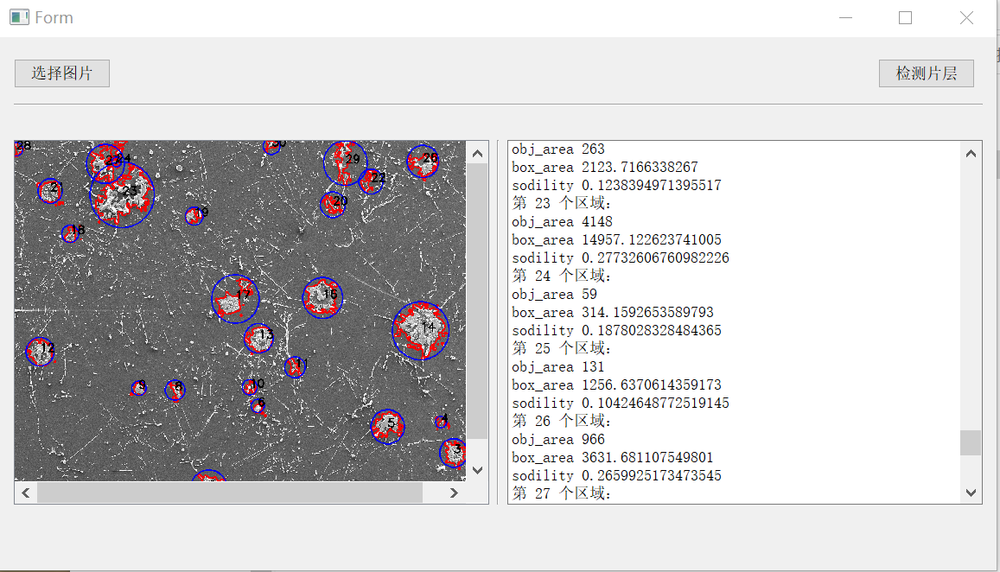 Form
选择图片
检测片层
28
30
27
24
29
26
22
21
23
20
19
18
17
16
14
13
12
11
9
8
10
6
5
4
3
obj_area 263
box_area 2123.7166338267
sodility 0.1238394971395517
第 23 个区域:
obj_area 4148
box_area 14957.122623741005
sodility 0.27732606760982226
第 24 个区域:
obj_area 59
box_area 314.1592653589793
sodility 0.1878028328484365
第 25 个区域:
obj_area 131
box_area 1256.6370614359173
sodility 0.10424648772519145
第 26 个区域:
obj_area 966
box_area 3631.681107549801
sodility 0.2659925173473545
第 27 个区域: